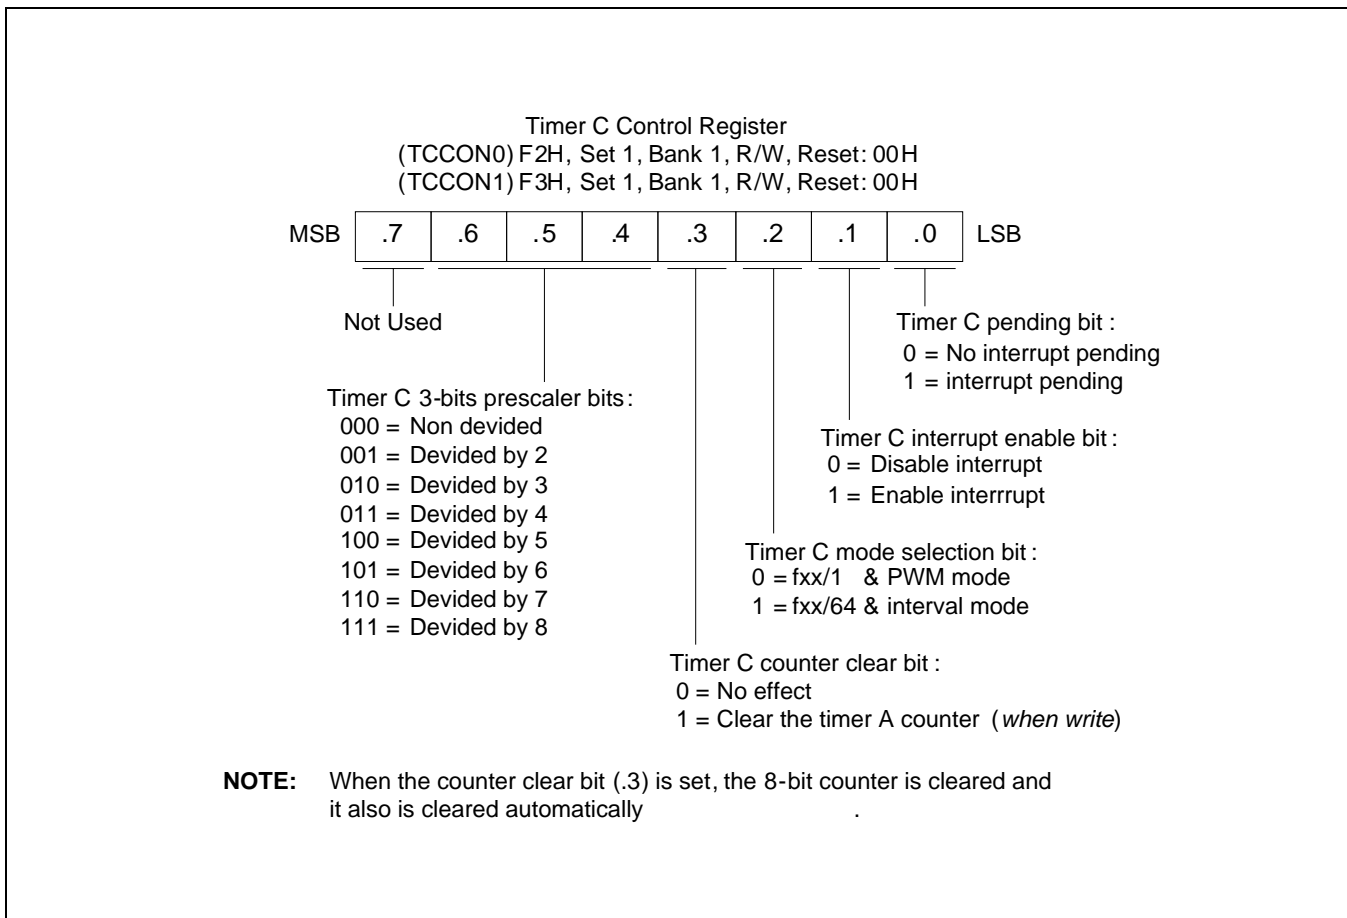 Timer C Control Register
(TCCON0) F2H, Set 1, Bank 1, R/W, Reset: 00H
(TCCON1) F3H, Set 1, Bank 1, R/W, Reset: 00H
MSB .7 .6 .5 .4 .3 .2 .1 .0 LSB
Not Used
Timer C pending bit :
0 = No interrupt pending
1 = interrupt pending
Timer C 3-bits prescaler bits:
000 = Non devided
001 = Devided by 2
010 = Devided by 3
011 = Devided by 4
100 = Devided by 5
101 = Devided by 6
110 = Devided by 7
111 = Devided by 8
Timer C interrupt enable bit :
0 = Disable interrupt
1 = Enable interrrupt
Timer C mode selection bit :
0 = fxx/1 & PWM mode
1 = fxx/64 & interval mode
Timer C counter clear bit :
0 = No effect
1 = Clear the timer A counter (when write)
NOTE: When the counter clear bit (.3) is set, the 8-bit counter is cleared and
it also is cleared automatically .